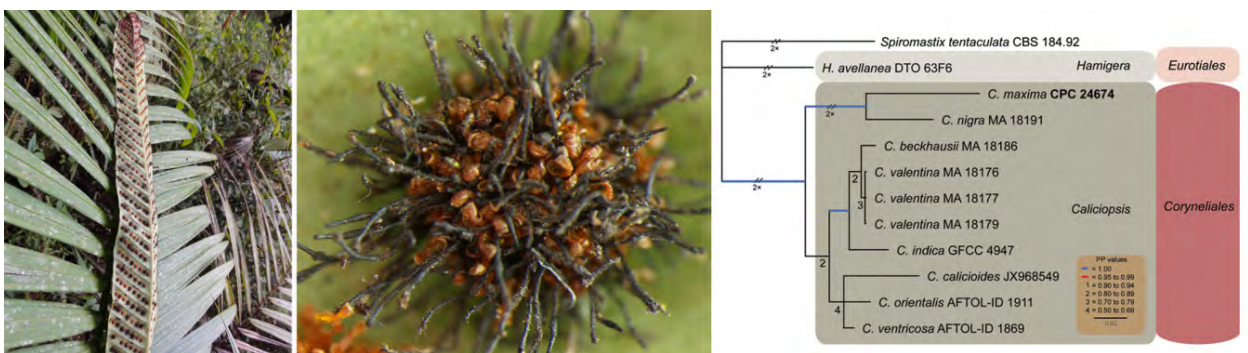 2×
Spiromastix tentaculata CBS 184.92
2×
H. avellanea DTO 63F6
Hamigera
Eurotiales
2×
C. maxima CPC 24674
C. nigra MA 18191
2×
C. beckhausii MA 18186
2
C. valentina MA 18176
3
C. valentina MA 18177
C. valentina MA 18179
Caliciopsis
Coryneliales
2
C. indica GFCC 4947
C. calicioides JX968549
4
C. orientalis AFTOL-ID 1911
C. ventricosa AFTOL-ID 1869
PP values
= 1.00
= 0.95 to 0.99
1 = 0.90 to 0.94
2 = 0.80 to 0.89
3 = 0.70 to 0.79
4 = 0.50 to 0.69
0.02